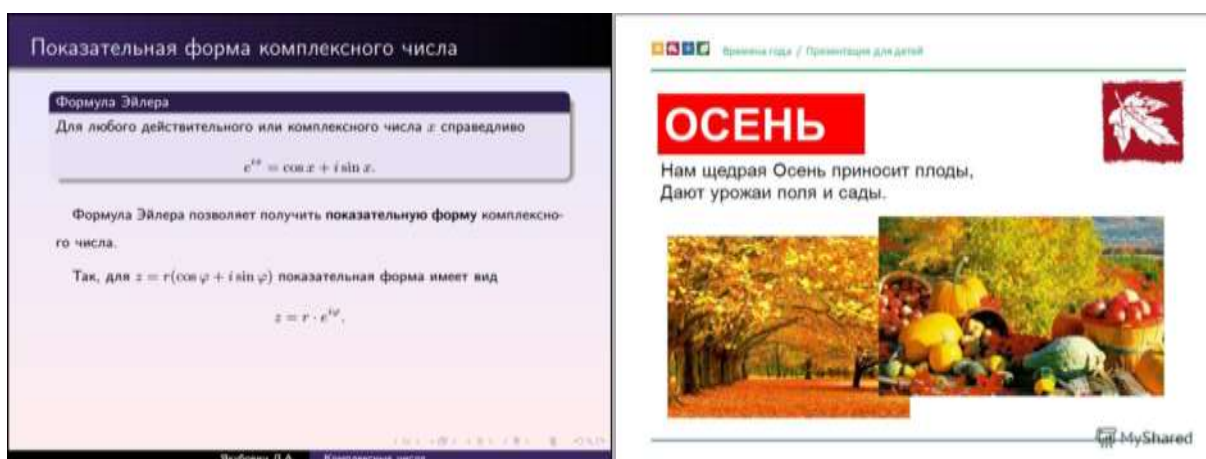 Показательная форма комплексного числа
Формула Эйлера
Для любого действительного или комплексного числа x справедливо
e^{ix} = cos x + i sin x.
Формула Эйлера позволяет получить показательную форму комплексно-
го числа.
Так, для z = r(cos φ + i sin φ) показательная форма имеет вид
z = r · e^{iφ}.
Комплексные числа
Времена года / Презентация для детей
ОСЕНЬ
Нам щедрая Осень приносит плоды,
Дают урожаи поля и сады.
MyShared